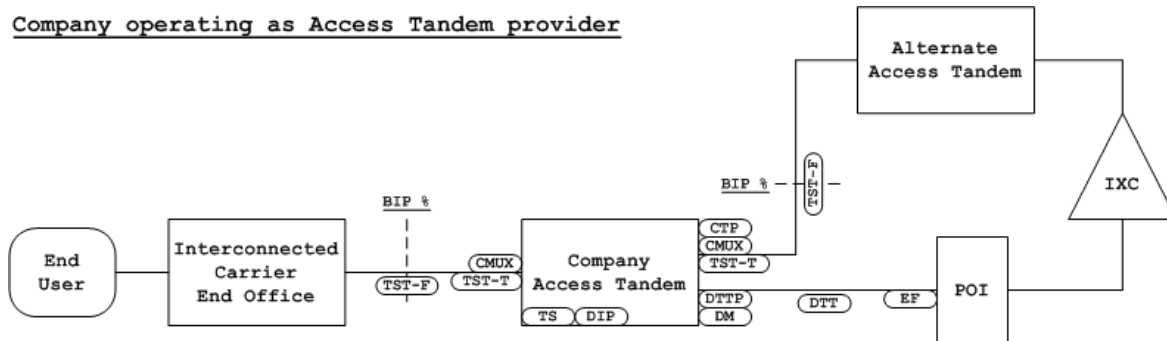 Company operating as Access Tandem provider
Alternate
Access Tandem
TST-F
BIP %
IXC
BIP %
End
User
Interconnected
Carrier
End Office
TST-F
CMUX
TST-T
Company
Access Tandem
TS
DIP
CTP
CMUX
TST-T
DTTP
DM
DTT
EF
POI